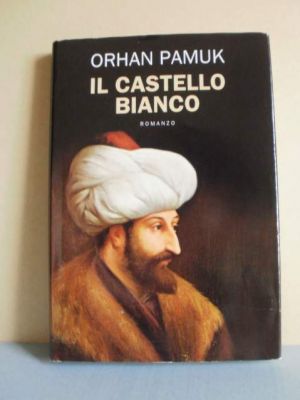 ORHAN PAMUK
IL CASTELLO
BIANCO
ROMANZO